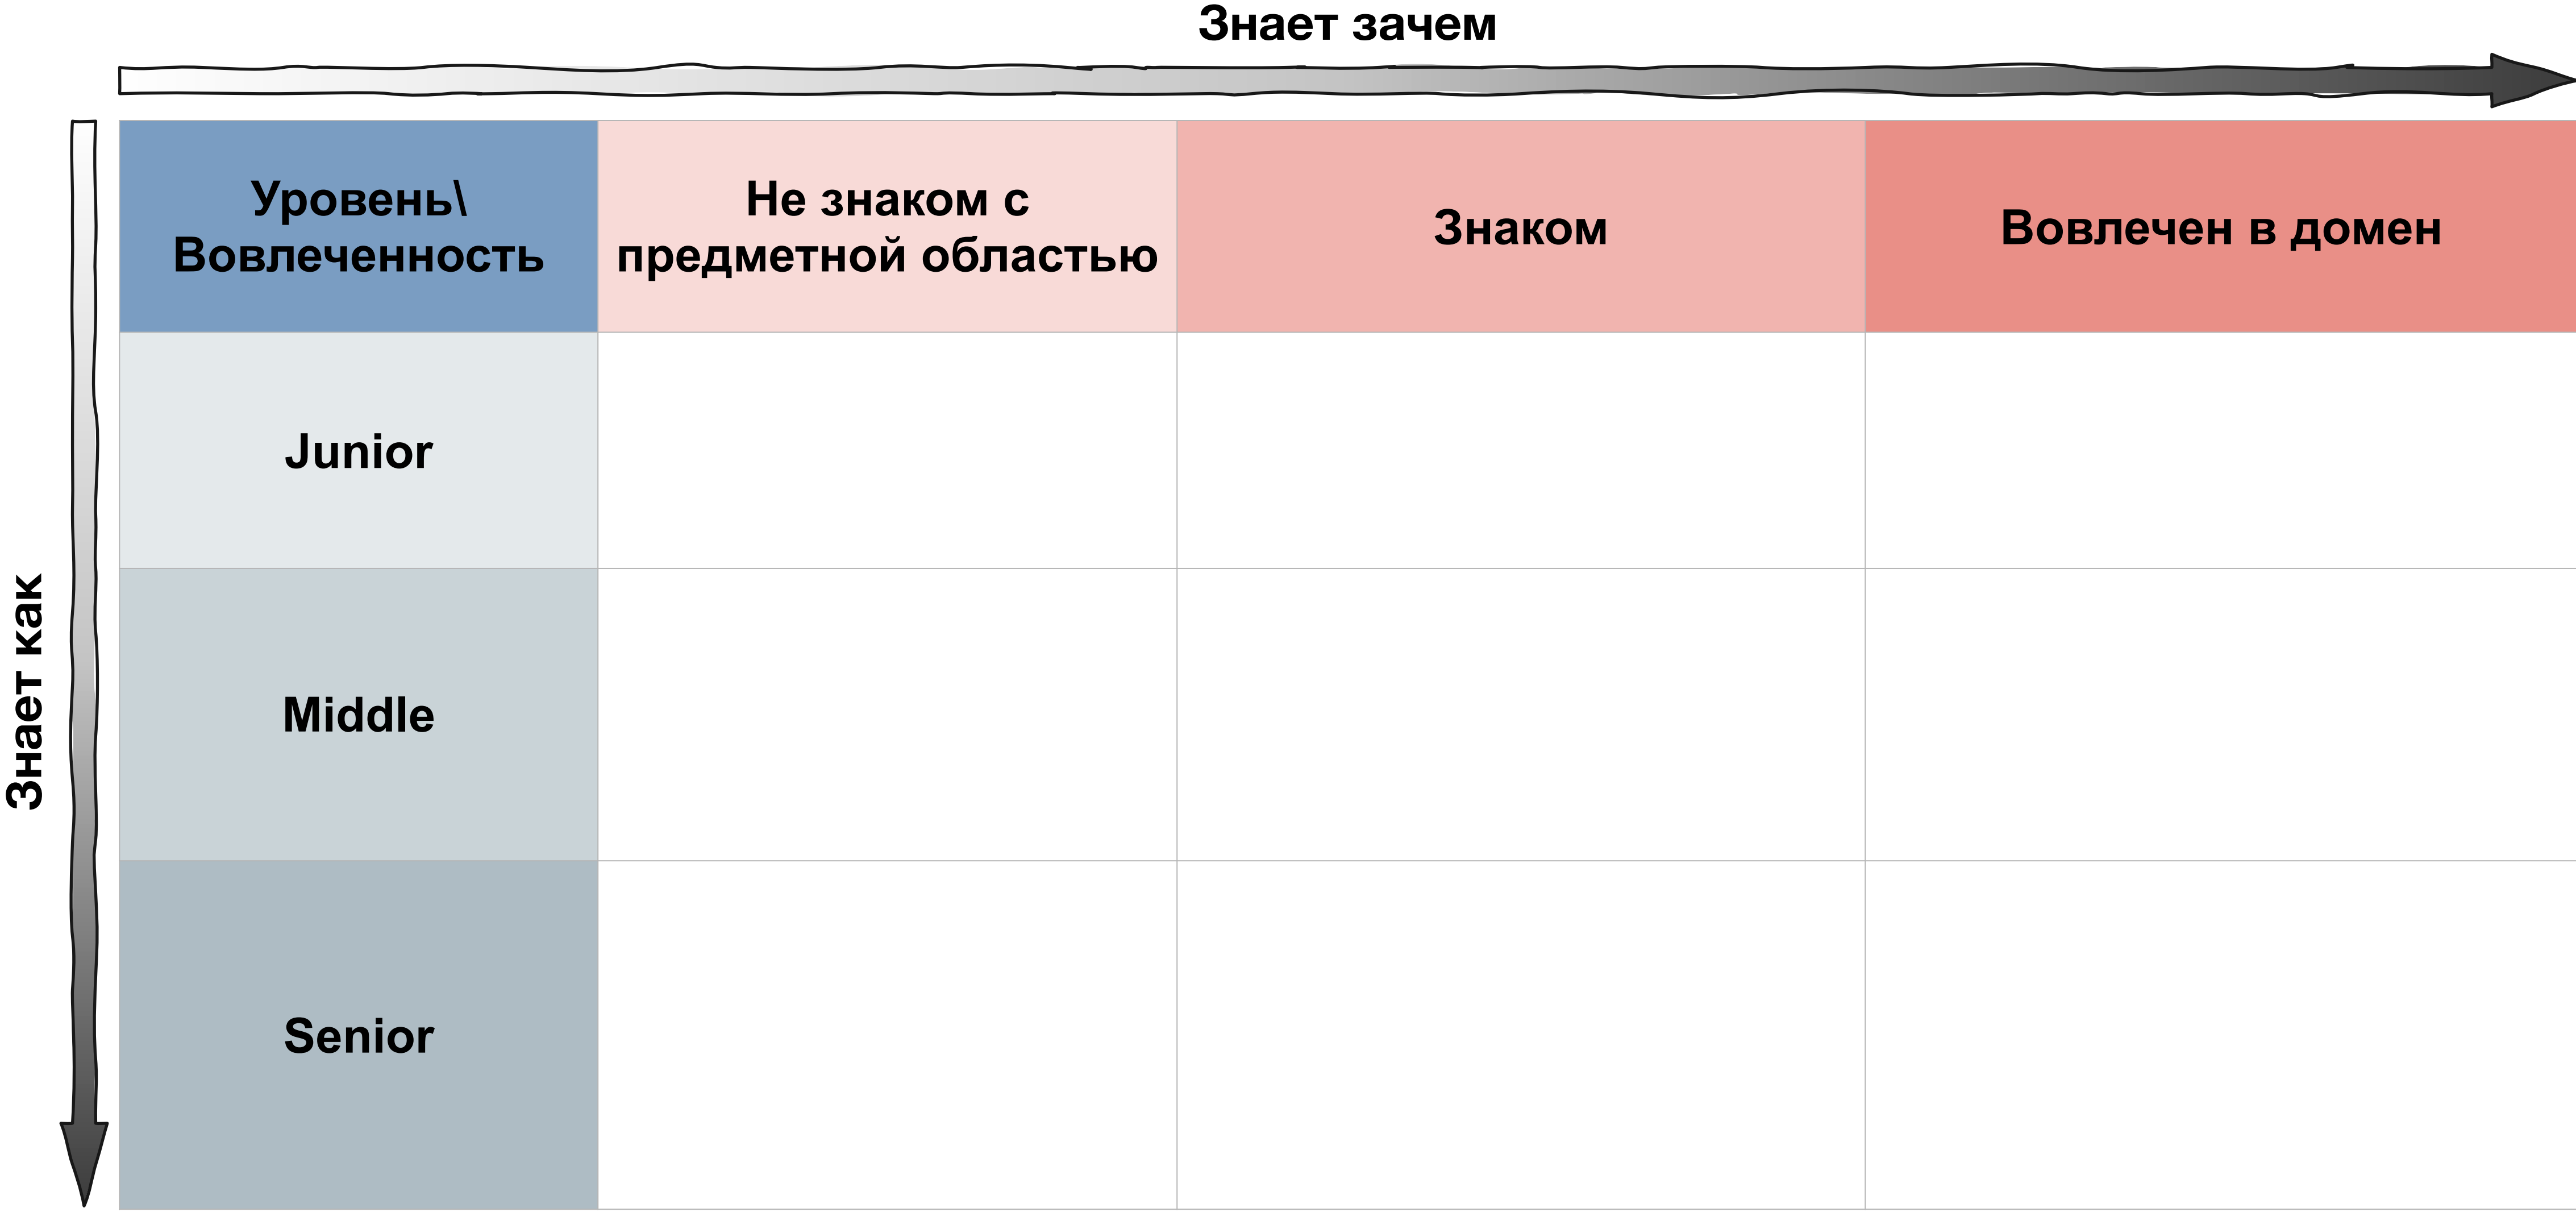 Знает зачем
Знает как
Уровень\
Вовлеченность
Не знаком с
предметной областью
Знаком
Вовлечен в домен
Junior
Middle
Senior